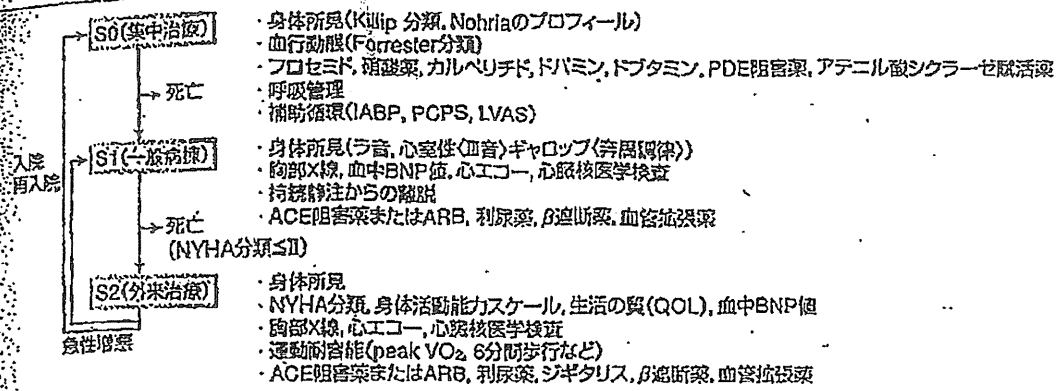 S0(集中治療)
・身体所見(Killip 分類, Nohriaのプロフィール)
・血行動態(Forrester分類)
・フロセミド, 硝酸薬, カルペリチド, ドパミン, ドブタミン, PDE阻害薬, アデニル酸シクラーゼ賦活薬
・呼吸管理
・補助循環(IABP, PCPS, LVAS)
死亡
入院
再入院
S1(一般病棟)
・身体所見(ラ音, 心室性〈Ⅲ音〉ギャロップ〈奔馬調律〉)
・胸部X線, 血中BNP値, 心エコー, 心臓核医学検査
・持続静注からの離脱
・ACE阻害薬またはARB, 利尿薬, β遮断薬, 血管拡張薬
死亡
(NYHA分類≦Ⅱ)
S2(外来治療)
・身体所見
・NYHA分類, 身体活動能力スケール, 生活の質(QOL), 血中BNP値
・胸部X線, 心エコー, 心臓核医学検査
・運動耐容能(peak VO₂, 6分間歩行など)
・ACE阻害薬またはARB, 利尿薬, ジギタリス, β遮断薬, 血管拡張薬
急性増悪